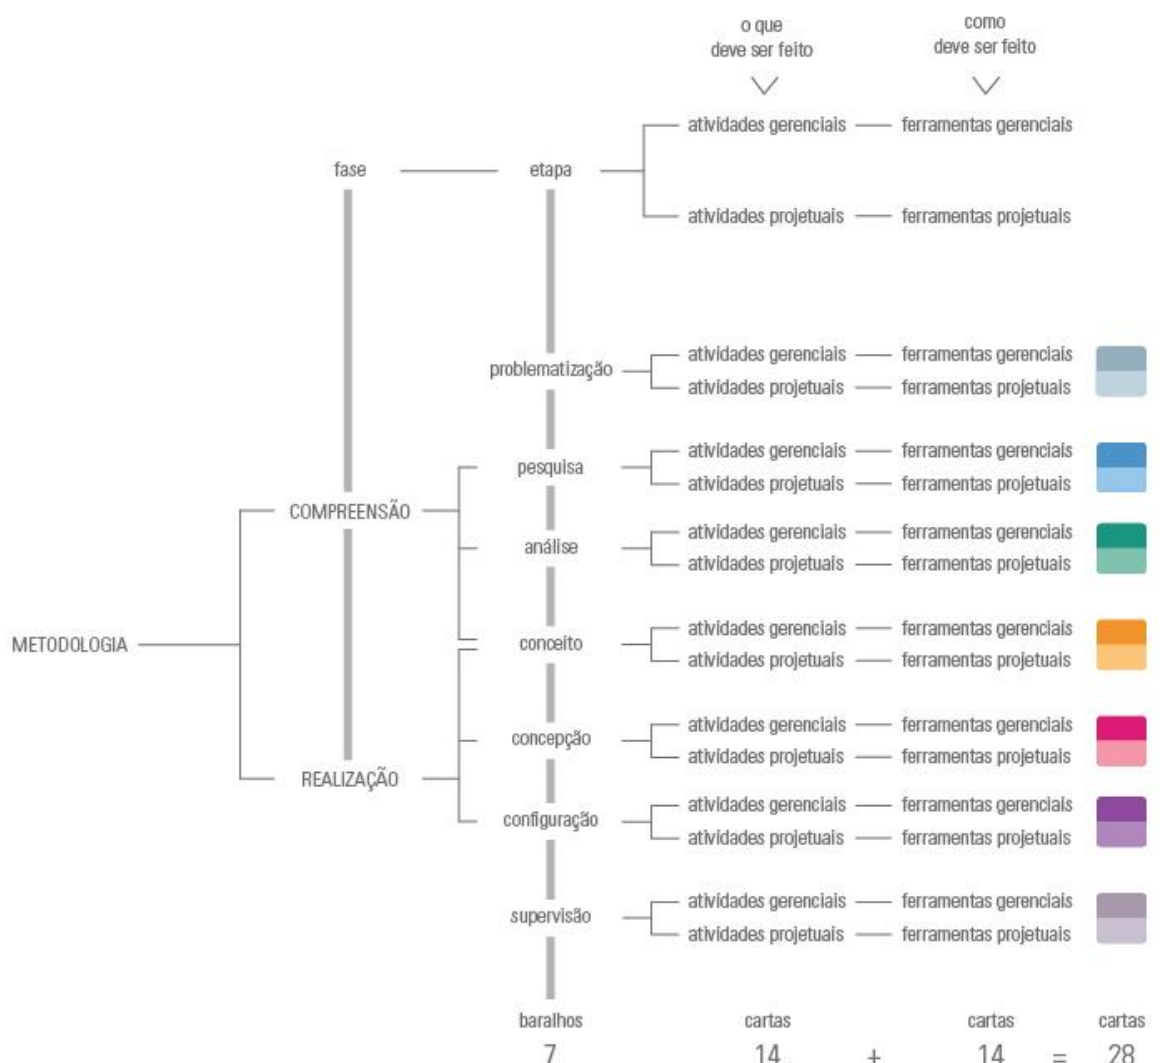 o que
deve ser feito
como
deve ser feito
atividades gerenciais ferramentas gerenciais
fase etapa
atividades projetuais ferramentas projetuais
atividades gerenciais ferramentas gerenciais
problematização
atividades projetuais ferramentas projetuais
atividades gerenciais ferramentas gerenciais
pesquisa
atividades projetuais ferramentas projetuais
COMPREENSÃO
atividades gerenciais ferramentas gerenciais
análise
atividades projetuais ferramentas projetuais
atividades gerenciais ferramentas gerenciais
METODOLOGIA conceito
atividades projetuais ferramentas projetuais
atividades gerenciais ferramentas gerenciais
concepção
atividades projetuais ferramentas projetuais
REALIZAÇÃO
atividades gerenciais ferramentas gerenciais
configuração
atividades projetuais ferramentas projetuais
atividades gerenciais ferramentas gerenciais
supervisão
atividades projetuais ferramentas projetuais
baralhos cartas cartas cartas
7 14 + 14 = 28